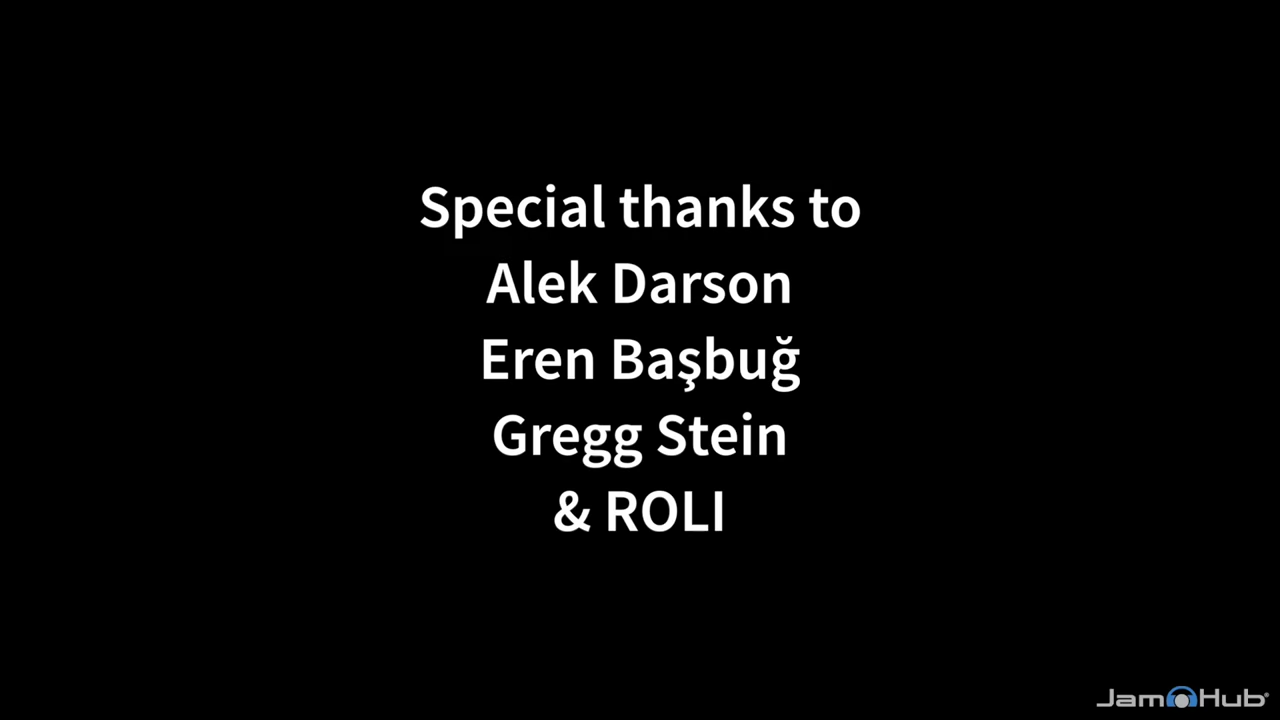 Special thanks to
Alek Darson
Eren Başbuğ
Gregg Stein
& ROLI
JamHub®